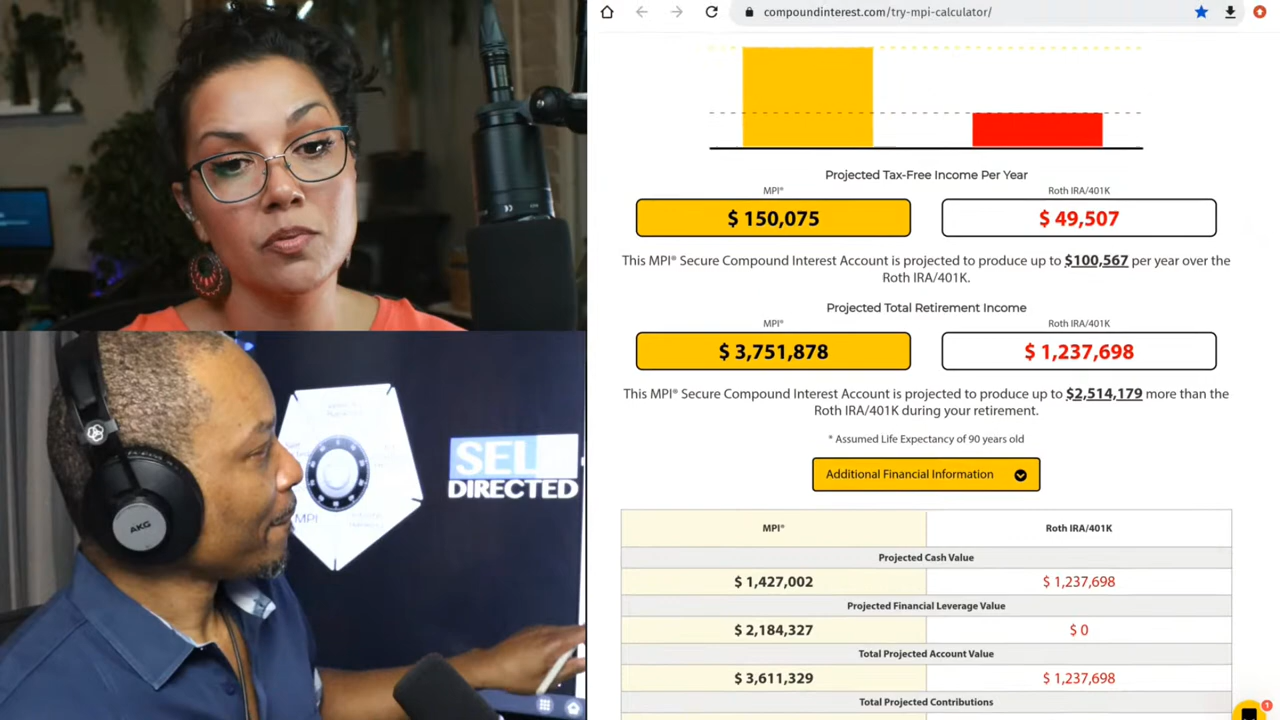 compoundinterest.com/try-mpi-calculator/
Projected Tax-Free Income Per Year
MPI® Roth IRA/401K
$ 150,075 $ 49,507
This MPI® Secure Compound Interest Account is projected to produce up to $100,567 per year over the
Roth IRA/401K.
Projected Total Retirement Income
MPI® Roth IRA/401K
$ 3,751,878 $ 1,237,698
This MPI® Secure Compound Interest Account is projected to produce up to $2,514,179 more than the
Roth IRA/401K during your retirement.
* Assumed Life Expectancy of 90 years old
Additional Financial Information
MPI® Roth IRA/401K
Projected Cash Value
$ 1,427,002 $ 1,237,698
Projected Financial Leverage Value
$ 2,184,327 $ 0
Total Projected Account Value
$ 3,611,329 $ 1,237,698
Total Projected Contributions
1
AKG
MPI
SEL
DIRECTED